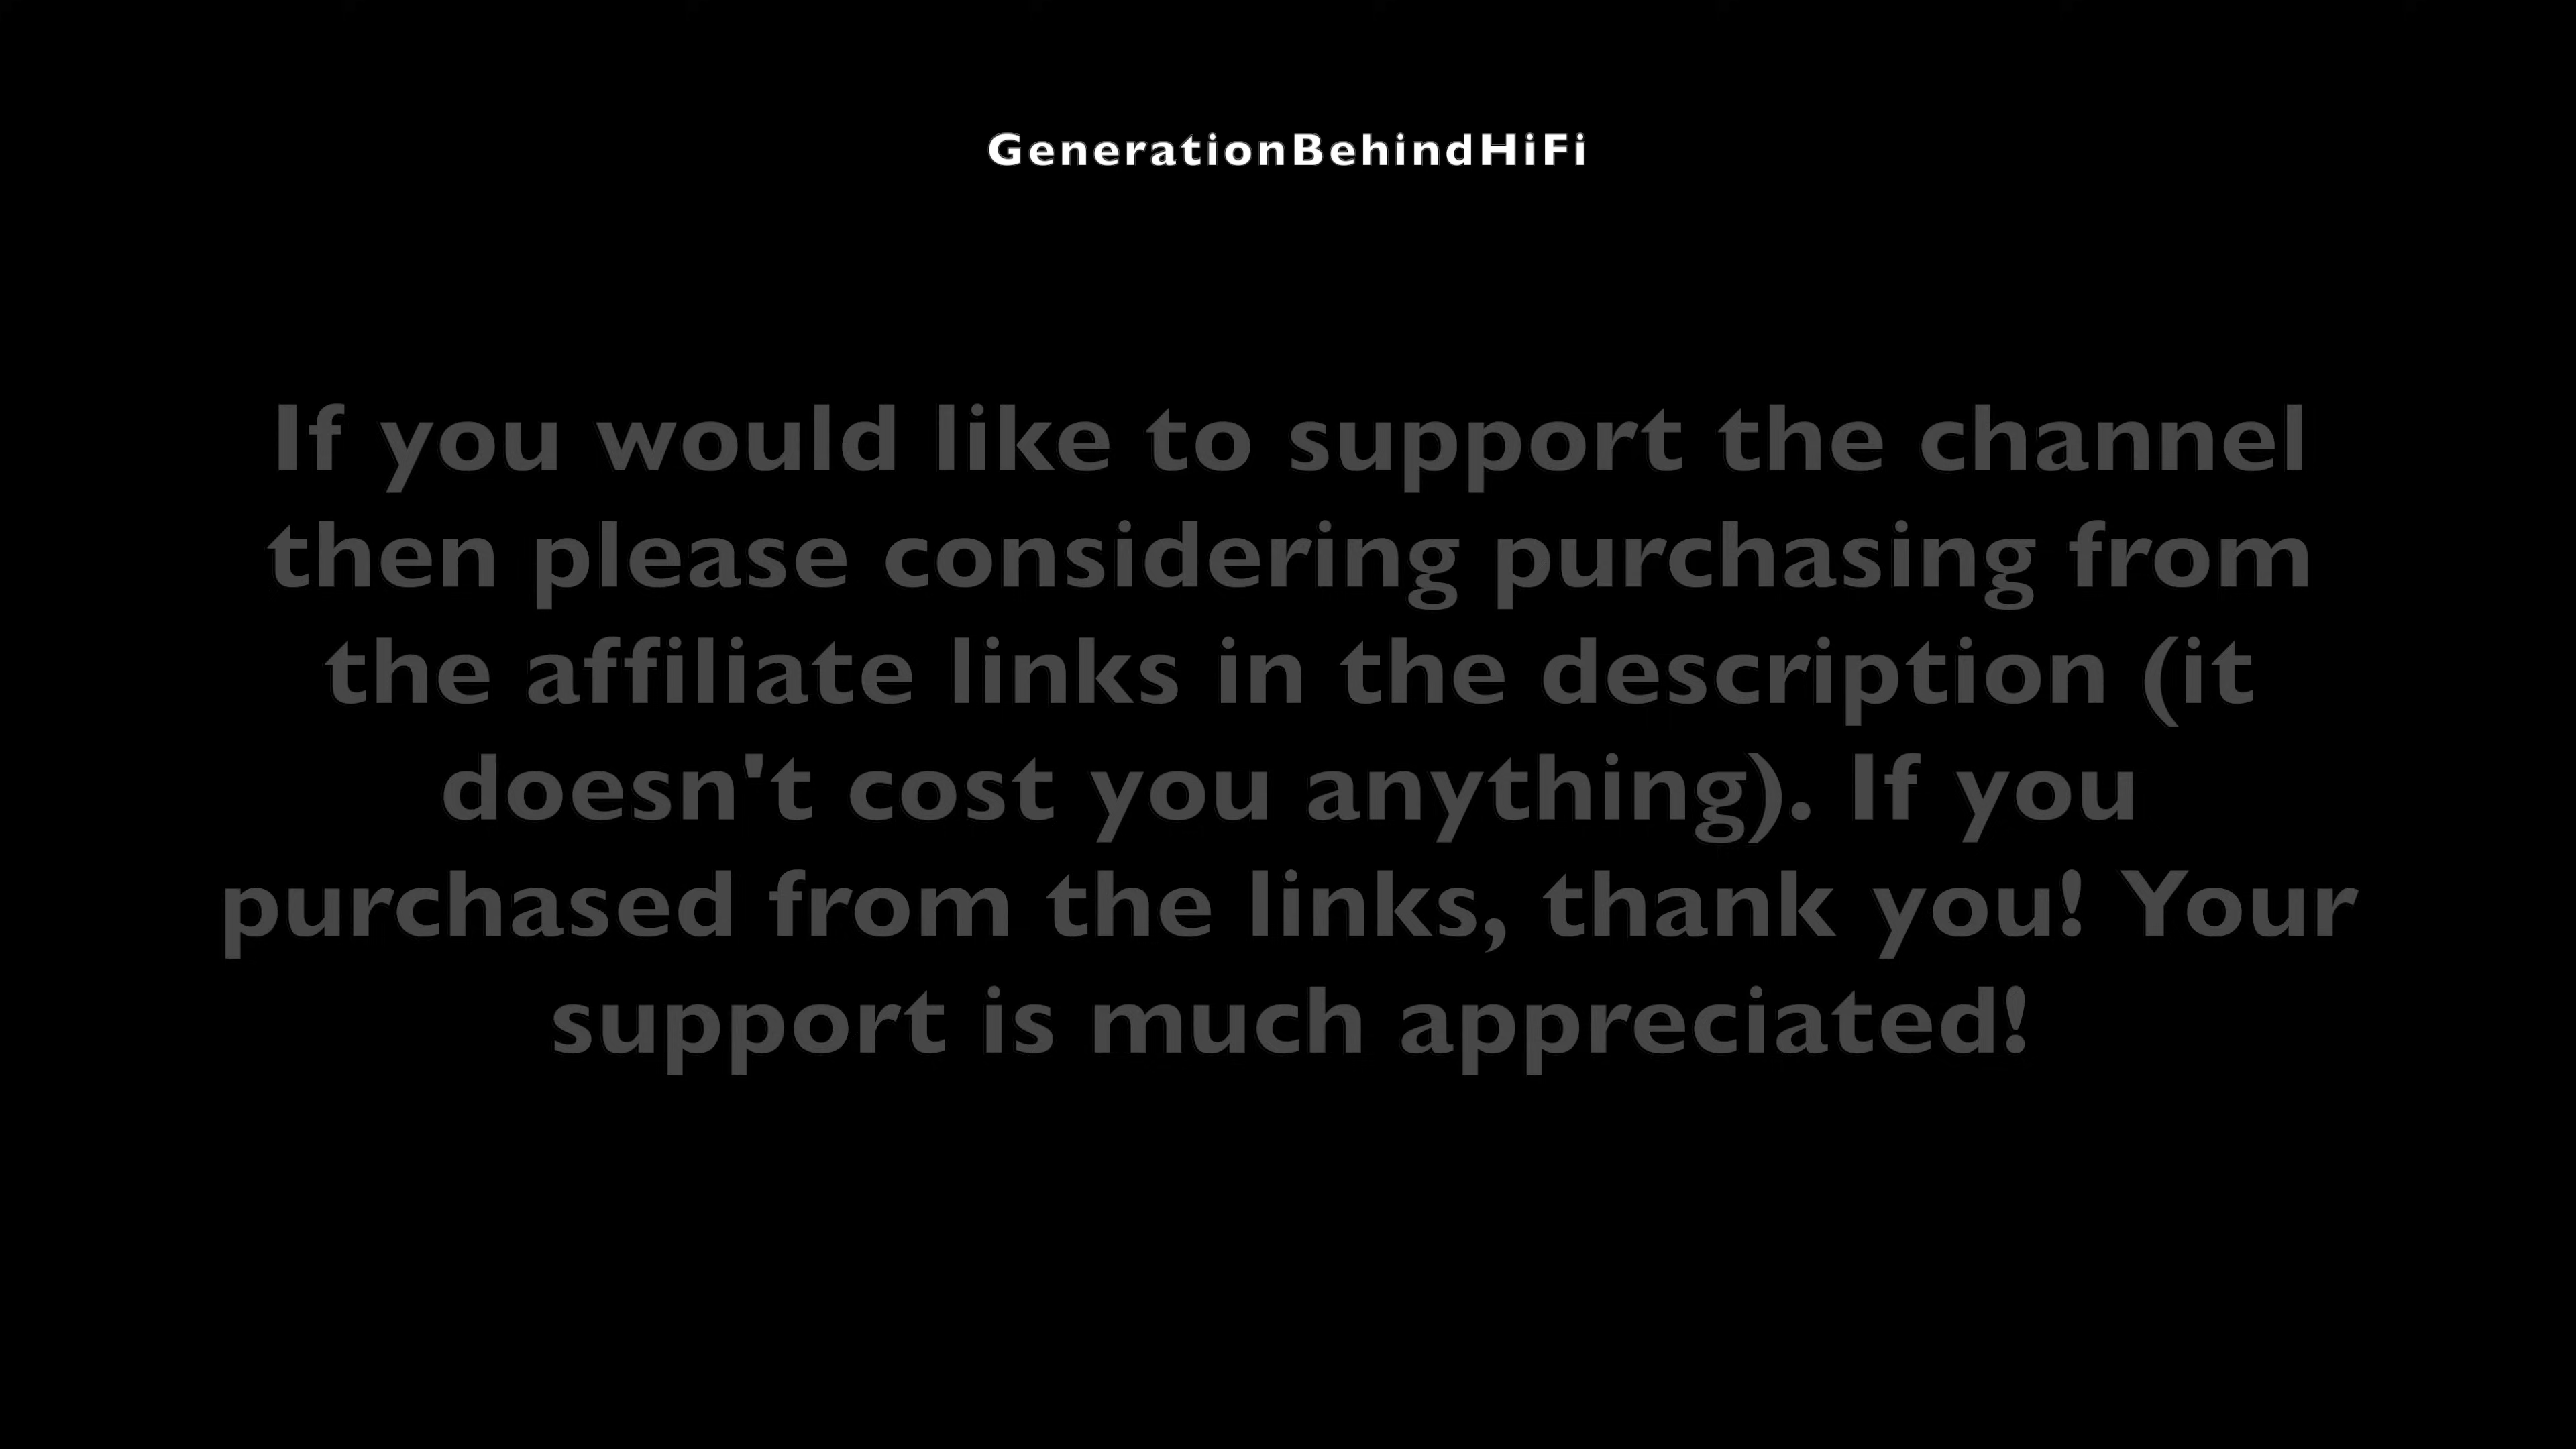 GenerationBehindHiFi
If you would like to support the channel
then please considering purchasing from
the affiliate links in the description (it
doesn't cost you anything). If you
purchased from the links, thank you! Your
support is much appreciated!